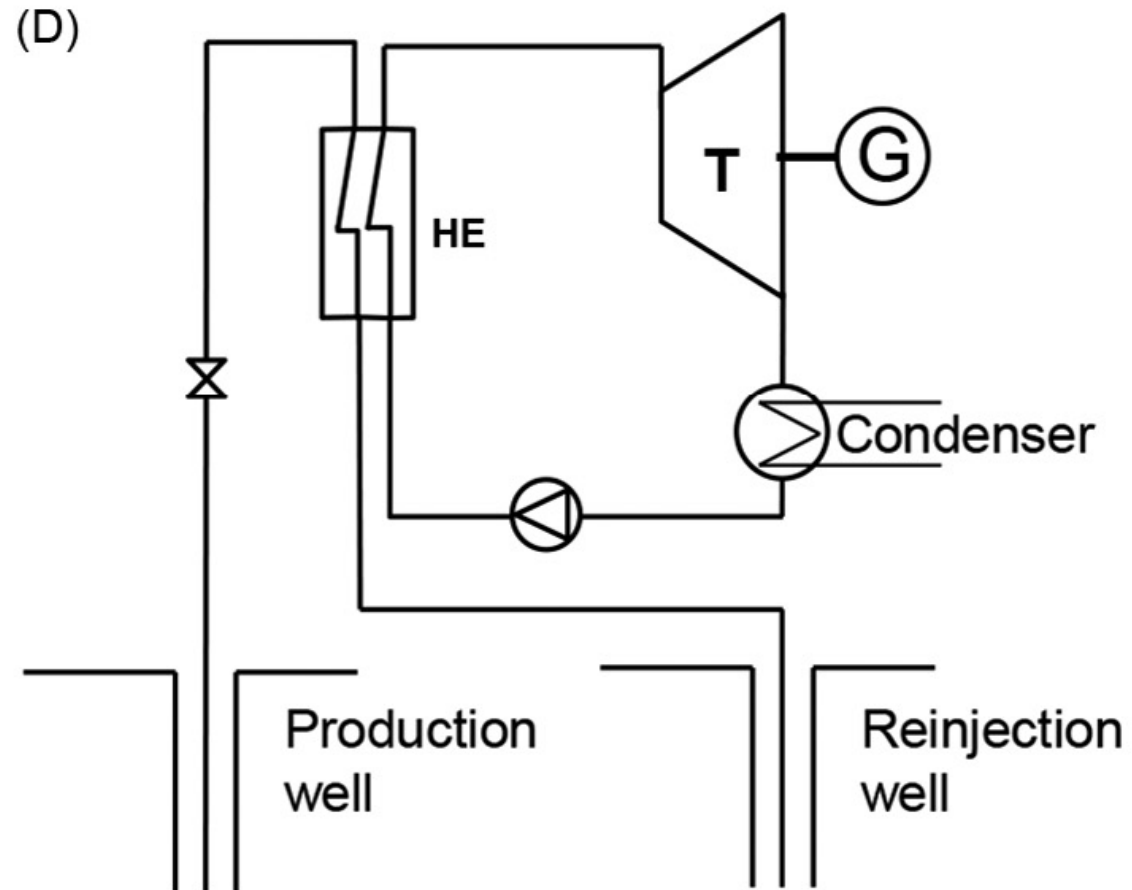 (D)
T
G
HE
Condenser
Production
well
Reinjection
well